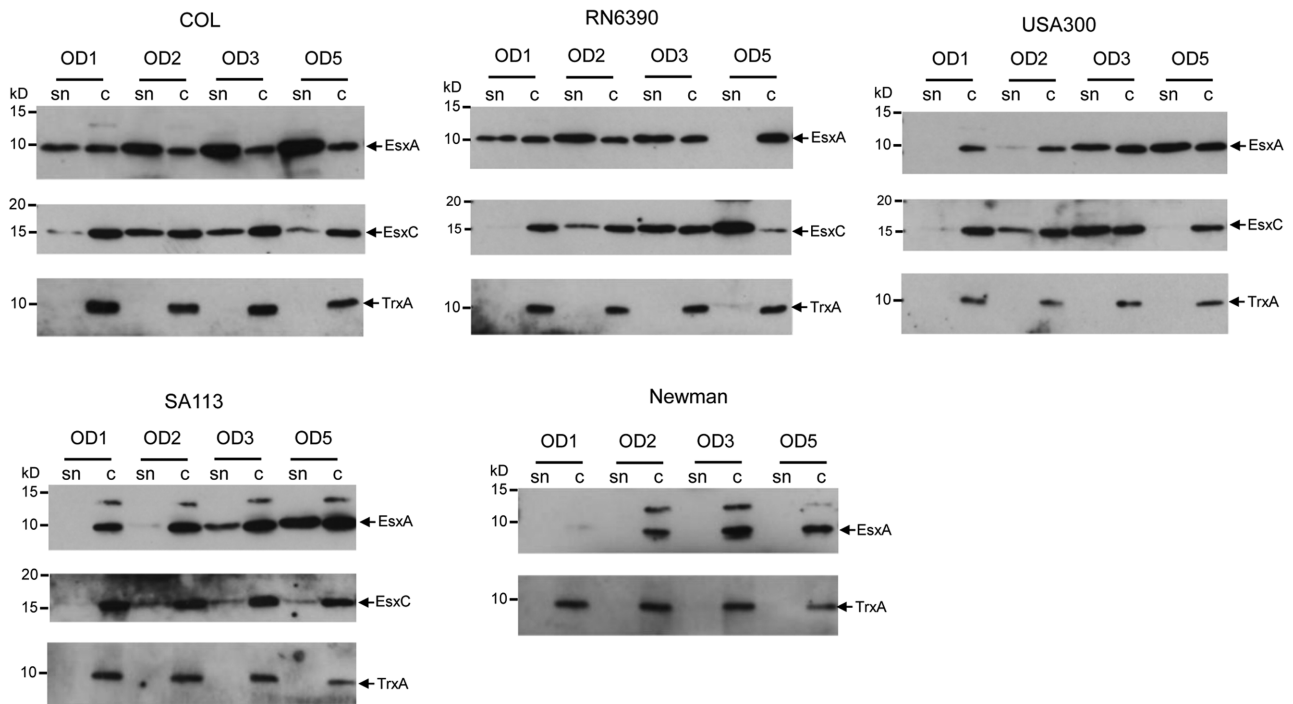 COL
OD1 OD2 OD3 OD5
kD sn c sn c sn c sn c
15
10 EsxA
20
15 EsxC
10 TrxA
RN6390
OD1 OD2 OD3 OD5
kD sn c sn c sn c sn c
15
10 EsxA
20
15 EsxC
10 TrxA
USA300
OD1 OD2 OD3 OD5
kD sn c sn c sn c sn c
15
10 EsxA
20
15 EsxC
10 TrxA
SA113
OD1 OD2 OD3 OD5
kD sn c sn c sn c sn c
15
10 EsxA
20
15 EsxC
10 TrxA
Newman
OD1 OD2 OD3 OD5
kD sn c sn c sn c sn c
15
10 EsxA
10 TrxA